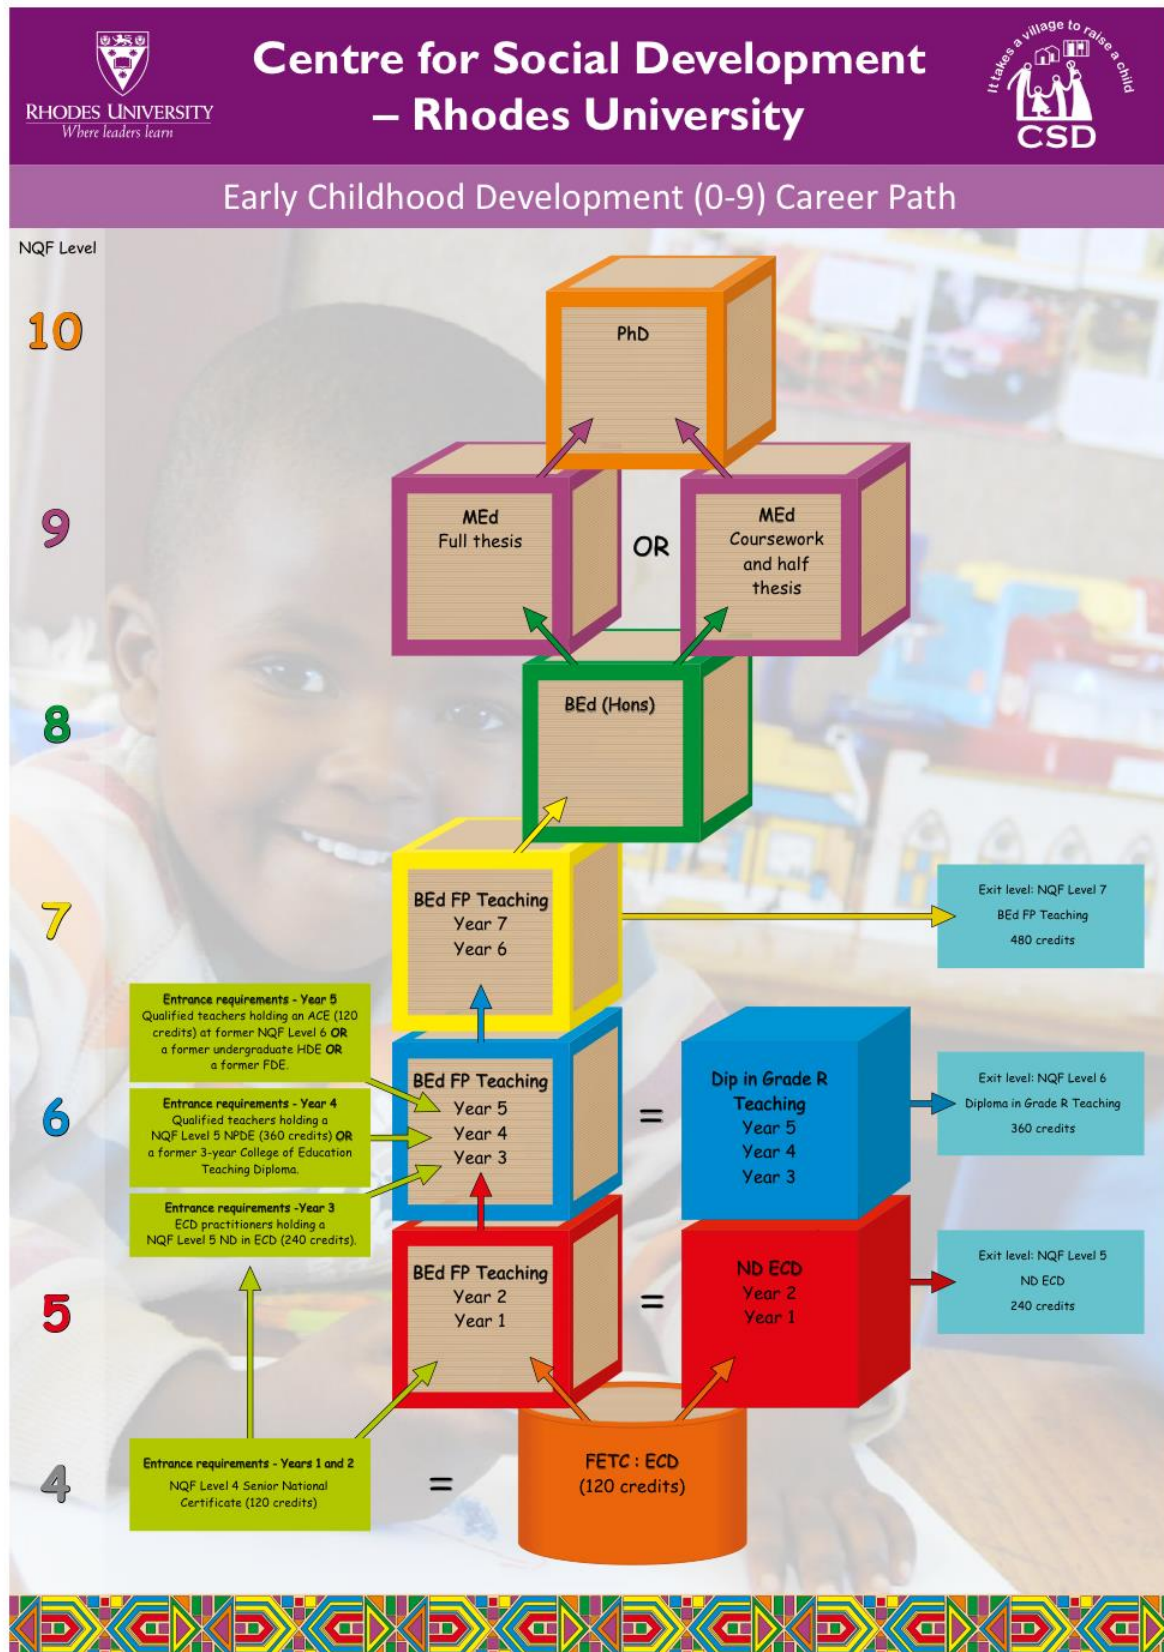 RHODES UNIVERSITY
Where leaders learn
Centre for Social Development
– Rhodes University
It takes a village to raise a child
CSD
Early Childhood Development (0-9) Career Path
NQF Level
10
PhD
9
MEd
Full thesis
OR
MEd
Coursework
and half
thesis
8
BEd (Hons)
7
BEd FP Teaching
Year 7
Year 6
Exit level: NQF Level 7
BEd FP Teaching
480 credits
Entrance requirements - Year 5
Qualified teachers holding an ACE (120
credits) at former NQF Level 6 OR
a former undergraduate HDE OR
a former FDE.
6
Entrance requirements - Year 4
Qualified teachers holding a
NQF Level 5 NPDE (360 credits) OR
a former 3-year College of Education
Teaching Diploma.
Entrance requirements -Year 3
ECD practitioners holding a
NQF Level 5 ND in ECD (240 credits).
BEd FP Teaching
Year 5
Year 4
Year 3
=
Dip in Grade R
Teaching
Year 5
Year 4
Year 3
Exit level: NQF Level 6
Diploma in Grade R Teaching
360 credits
5
BEd FP Teaching
Year 2
Year 1
=
ND ECD
Year 2
Year 1
Exit level: NQF Level 5
ND ECD
240 credits
4
Entrance requirements - Years 1 and 2
NQF Level 4 Senior National
Certificate (120 credits)
=
FETC : ECD
(120 credits)